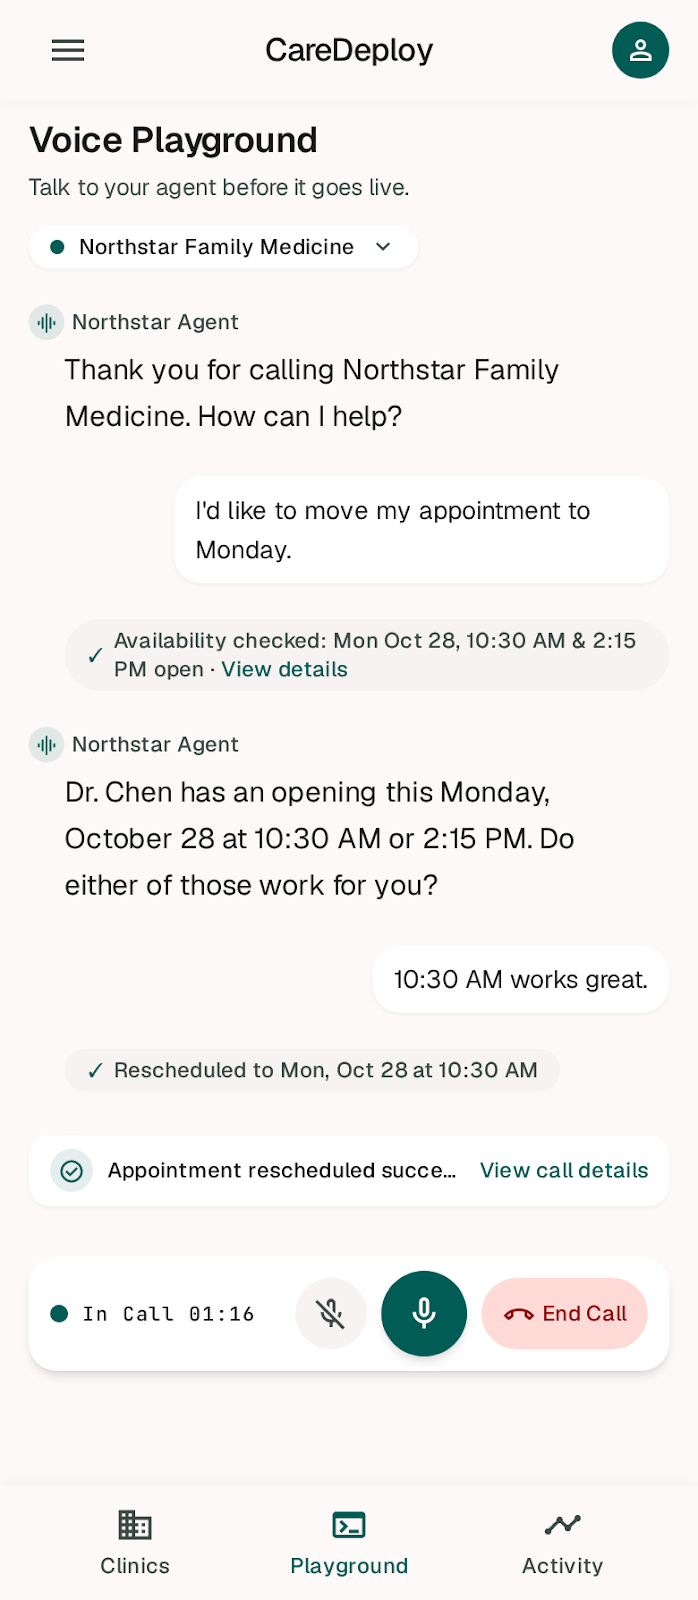 CareDeploy
Voice Playground
Talk to your agent before it goes live.
Northstar Family Medicine
Northstar Agent
Thank you for calling Northstar Family
Medicine. How can I help?
I'd like to move my appointment to
Monday.
✓ Availability checked: Mon Oct 28, 10:30 AM & 2:15
PM open · View details
Northstar Agent
Dr. Chen has an opening this Monday,
October 28 at 10:30 AM or 2:15 PM. Do
either of those work for you?
10:30 AM works great.
✓ Rescheduled to Mon, Oct 28 at 10:30 AM
Appointment rescheduled succe... View call details
In Call 01:16 End Call
Clinics Playground Activity